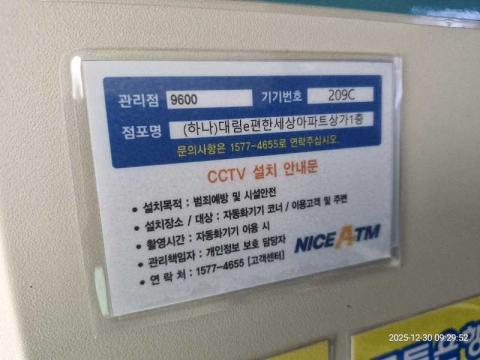 관리점 9600 기기번호 209C
점포명 (하나)대림e편한세상아파트상가1층
문의사항은 1577-4655로 연락주십시오.
CCTV 설치 안내문
• 설치목적 : 범죄예방 및 시설안전
• 설치장소 / 대상 : 자동화기기 코너 / 이용고객 및 주변
• 촬영시간 : 자동화기기 이용 시
• 관리책임자 : 개인정보 보호 담당자
• 연 락 처 : 1577-4655 [고객센터]
NICE ATM
2025-12-30 09:29:52